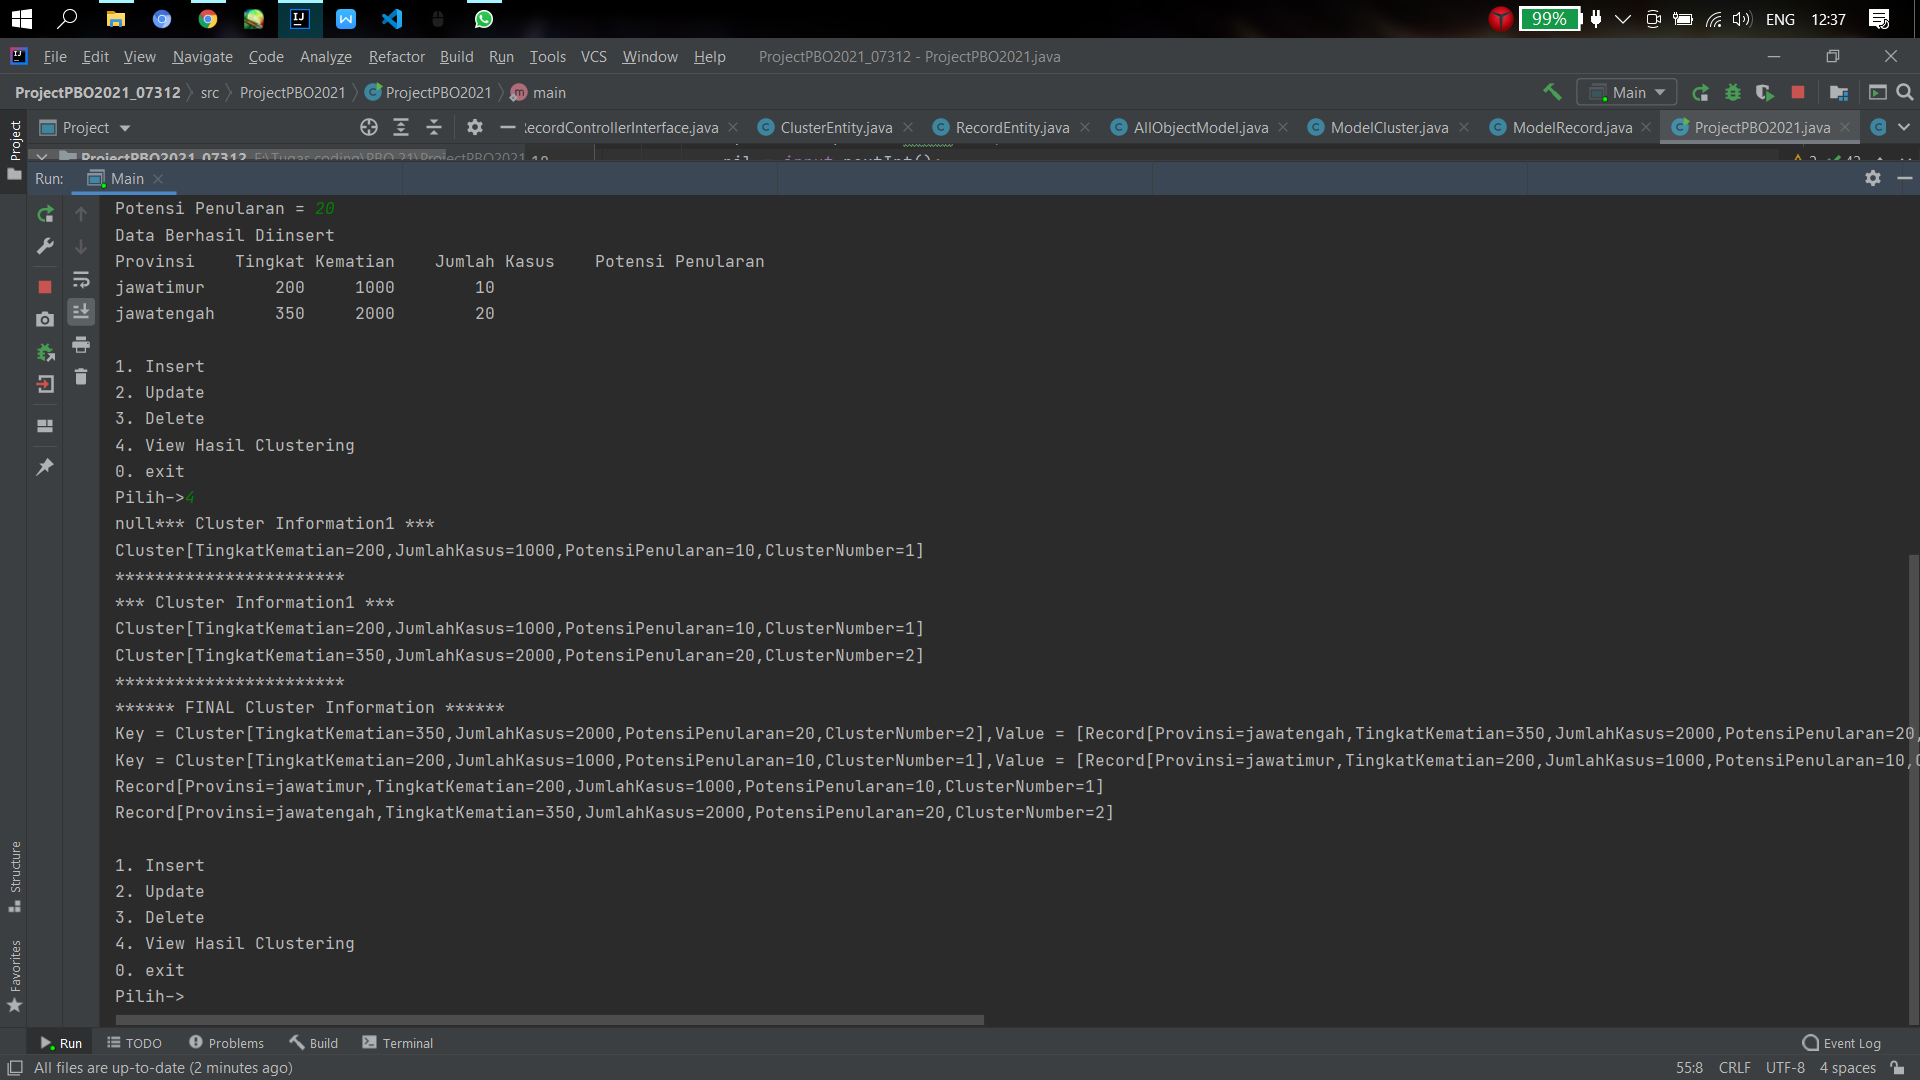 99% ENG 12:37
File Edit View Navigate Code Analyze Refactor Build Run Tools VCS Window Help ProjectPBO2021_07312 - ProjectPBO2021.java
ProjectPBO2021_07312 src ProjectPBO2021 ProjectPBO2021 main Main
Project RecordControllerInterface.java ClusterEntity.java RecordEntity.java AllObjectModel.java ModelCluster.java ModelRecord.java ProjectPBO2021.java
Project
ProjectPBO2021_07312 F:\Tugas coding\PBO 21\ProjectPBO2021
Run: Main
Potensi Penularan = 20
Data Berhasil Diinsert
Provinsi    Tingkat Kematian    Jumlah Kasus    Potensi Penularan
jawatimur       200     1000        10
jawatengah      350     2000        20
1. Insert
2. Update
3. Delete
4. View Hasil Clustering
0. exit
Pilih->4
null*** Cluster Information1 ***
Cluster[TingkatKematian=200,JumlahKasus=1000,PotensiPenularan=10,ClusterNumber=1]
***********************
*** Cluster Information1 ***
Cluster[TingkatKematian=200,JumlahKasus=1000,PotensiPenularan=10,ClusterNumber=1]
Cluster[TingkatKematian=350,JumlahKasus=2000,PotensiPenularan=20,ClusterNumber=2]
***********************
****** FINAL Cluster Information ******
Key = Cluster[TingkatKematian=350,JumlahKasus=2000,PotensiPenularan=20,ClusterNumber=2],Value = [Record[Provinsi=jawatengah,TingkatKematian=350,JumlahKasus=2000,PotensiPenularan=20,
Key = Cluster[TingkatKematian=200,JumlahKasus=1000,PotensiPenularan=10,ClusterNumber=1],Value = [Record[Provinsi=jawatimur,TingkatKematian=200,JumlahKasus=1000,PotensiPenularan=10,C
Record[Provinsi=jawatimur,TingkatKematian=200,JumlahKasus=1000,PotensiPenularan=10,ClusterNumber=1]
Record[Provinsi=jawatengah,TingkatKematian=350,JumlahKasus=2000,PotensiPenularan=20,ClusterNumber=2]
1. Insert
2. Update
3. Delete
4. View Hasil Clustering
0. exit
Pilih->
Structure
Favorites
Run TODO Problems Build Terminal Event Log
All files are up-to-date (2 minutes ago) 55:8 CRLF UTF-8 4 spaces